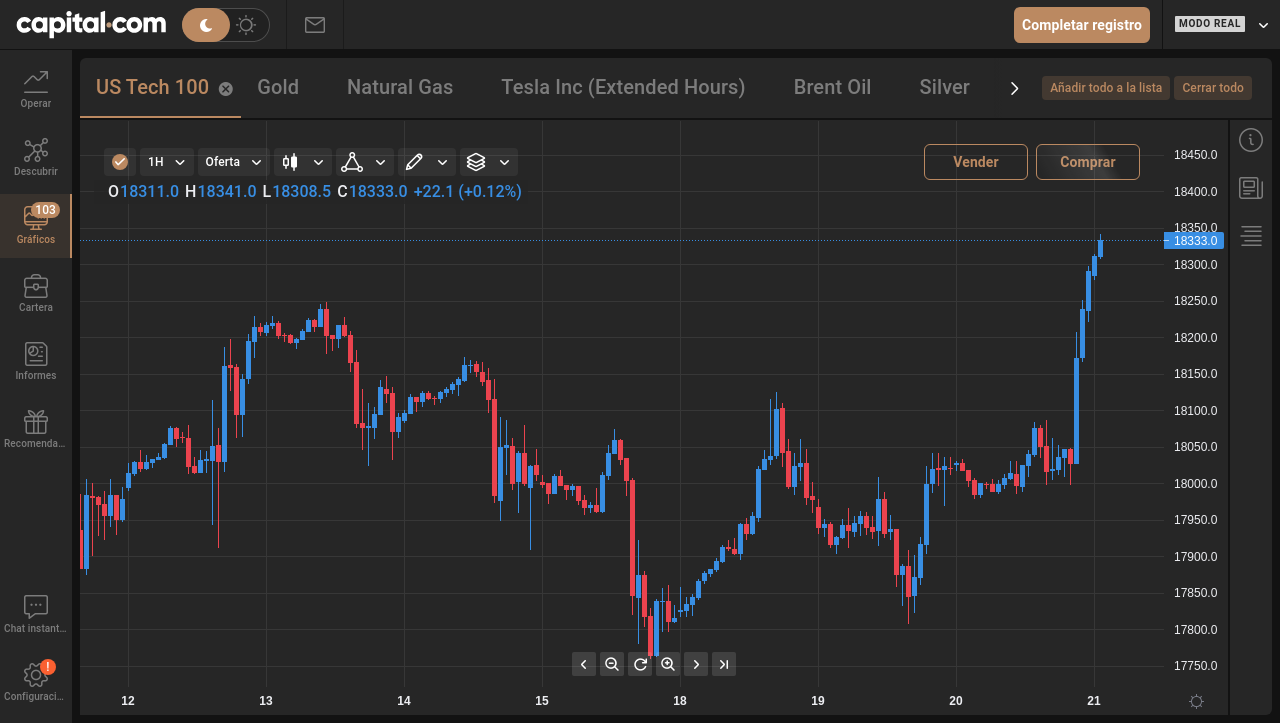 capital.com
Completar registro
MODO REAL
US Tech 100
Gold
Natural Gas
Tesla Inc (Extended Hours)
Brent Oil
Silver
Añadir todo a la lista
Cerrar todo
Operar
Descubrir
103
Gráficos
Cartera
Informes
Recomenda...
Chat instant...
!
Configuraci...
1H
Oferta
Vender
Comprar
O18311.0 H18341.0 L18308.5 C18333.0 +22.1 (+0.12%)
18450.0
18400.0
18350.0
18333.0
18300.0
18250.0
18200.0
18150.0
18100.0
18050.0
18000.0
17950.0
17900.0
17850.0
17800.0
17750.0
12 13 14 15 18 19 20 21